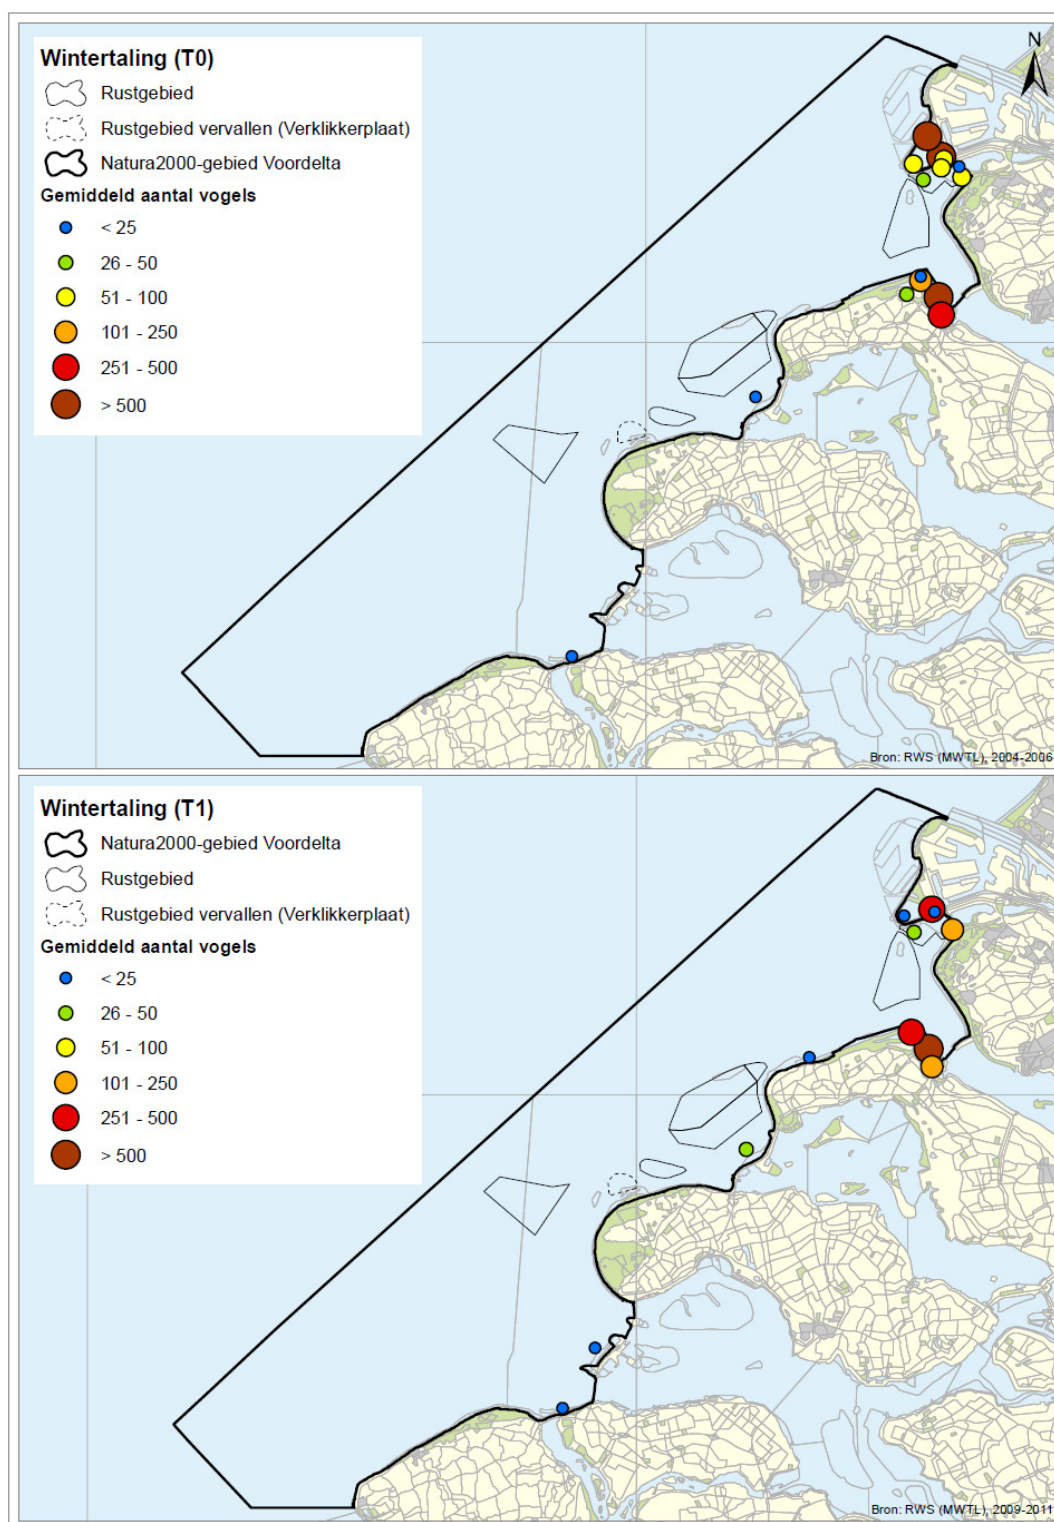 Wintertaling (T0)
Rustgebied
Rustgebied vervallen (Verklikkerplaat)
Natura2000-gebied Voordelta
Gemiddeld aantal vogels
< 25
26 - 50
51 - 100
101 - 250
251 - 500
> 500
N
Bron: RWS (MWTL), 2004-2006
Wintertaling (T1)
Natura2000-gebied Voordelta
Rustgebied
Rustgebied vervallen (Verklikkerplaat)
Gemiddeld aantal vogels
< 25
26 - 50
51 - 100
101 - 250
251 - 500
> 500
Bron: RWS (MWTL), 2009-2011